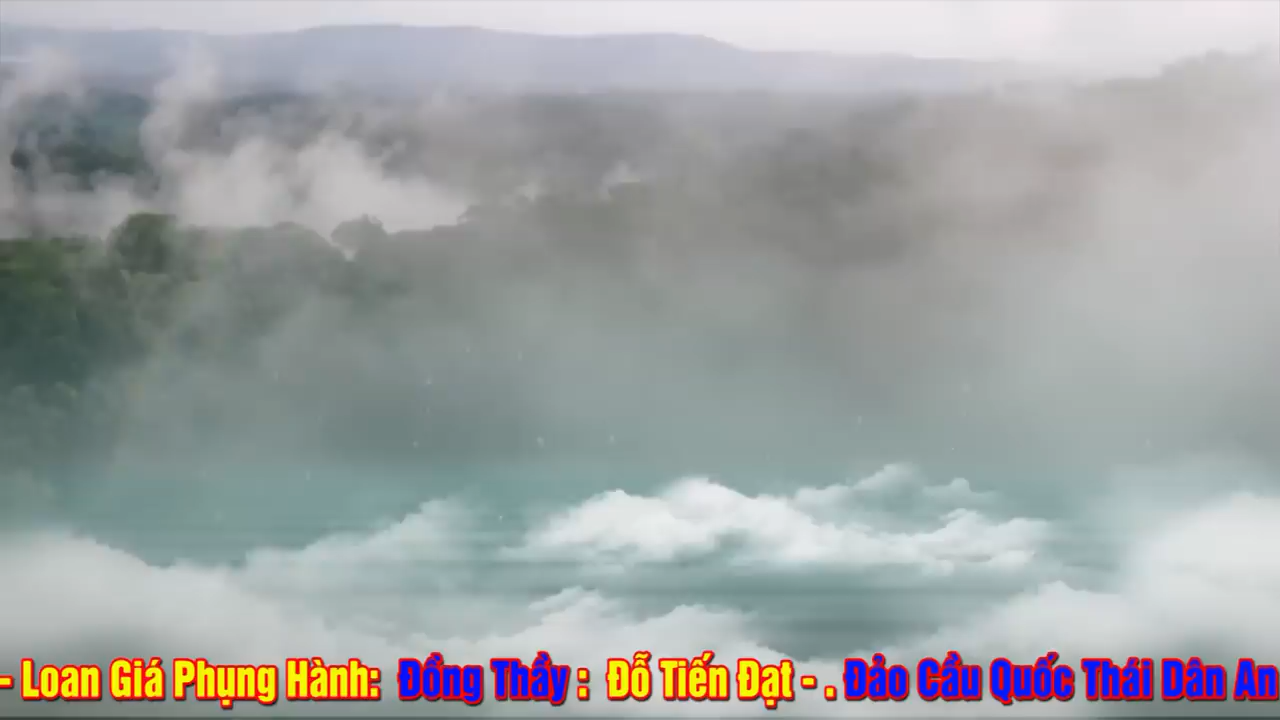 - Loan Giá Phụng Hành: Đồng Thầy : Đỗ Tiến Đạt - . Đảo Cầu Quốc Thái Dân An